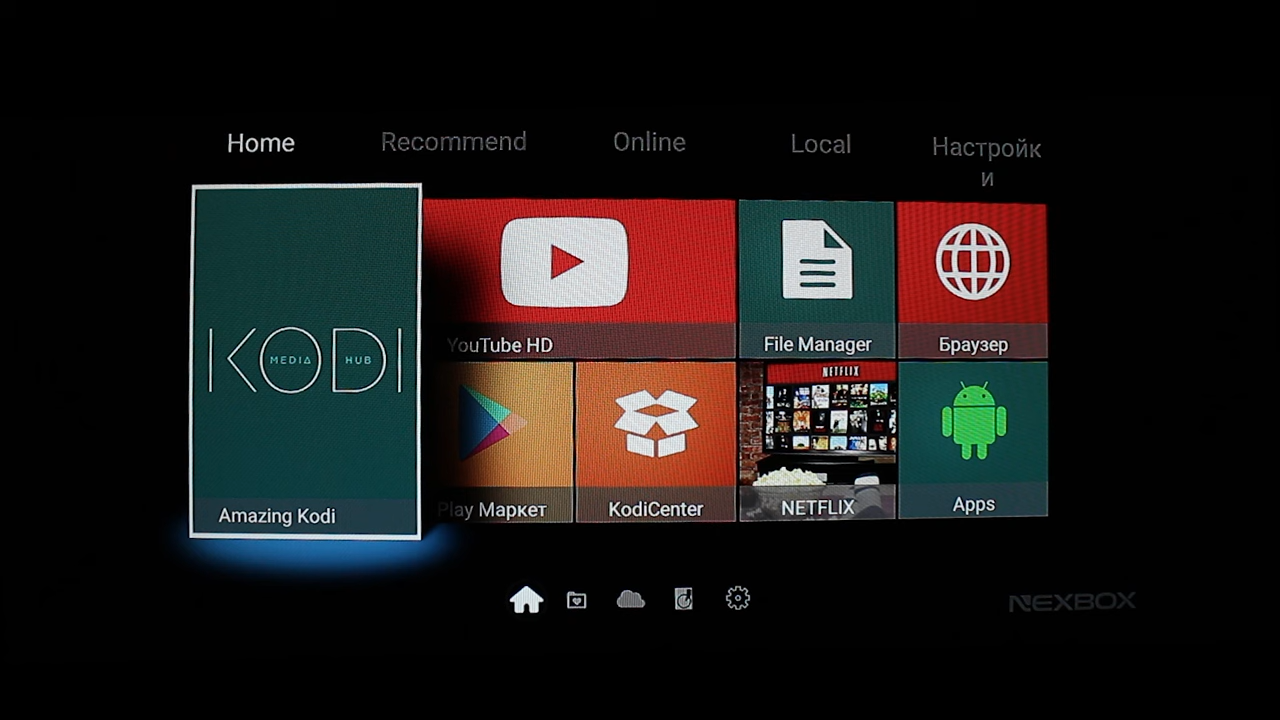 Home
Recommend
Online
Local
Настройк
и
KODI
MEDIA
HUB
Amazing Kodi
YouTube HD
File Manager
Браузер
Play Маркет
KodiCenter
NETFLIX
NETFLIX
Apps
NEXBOX